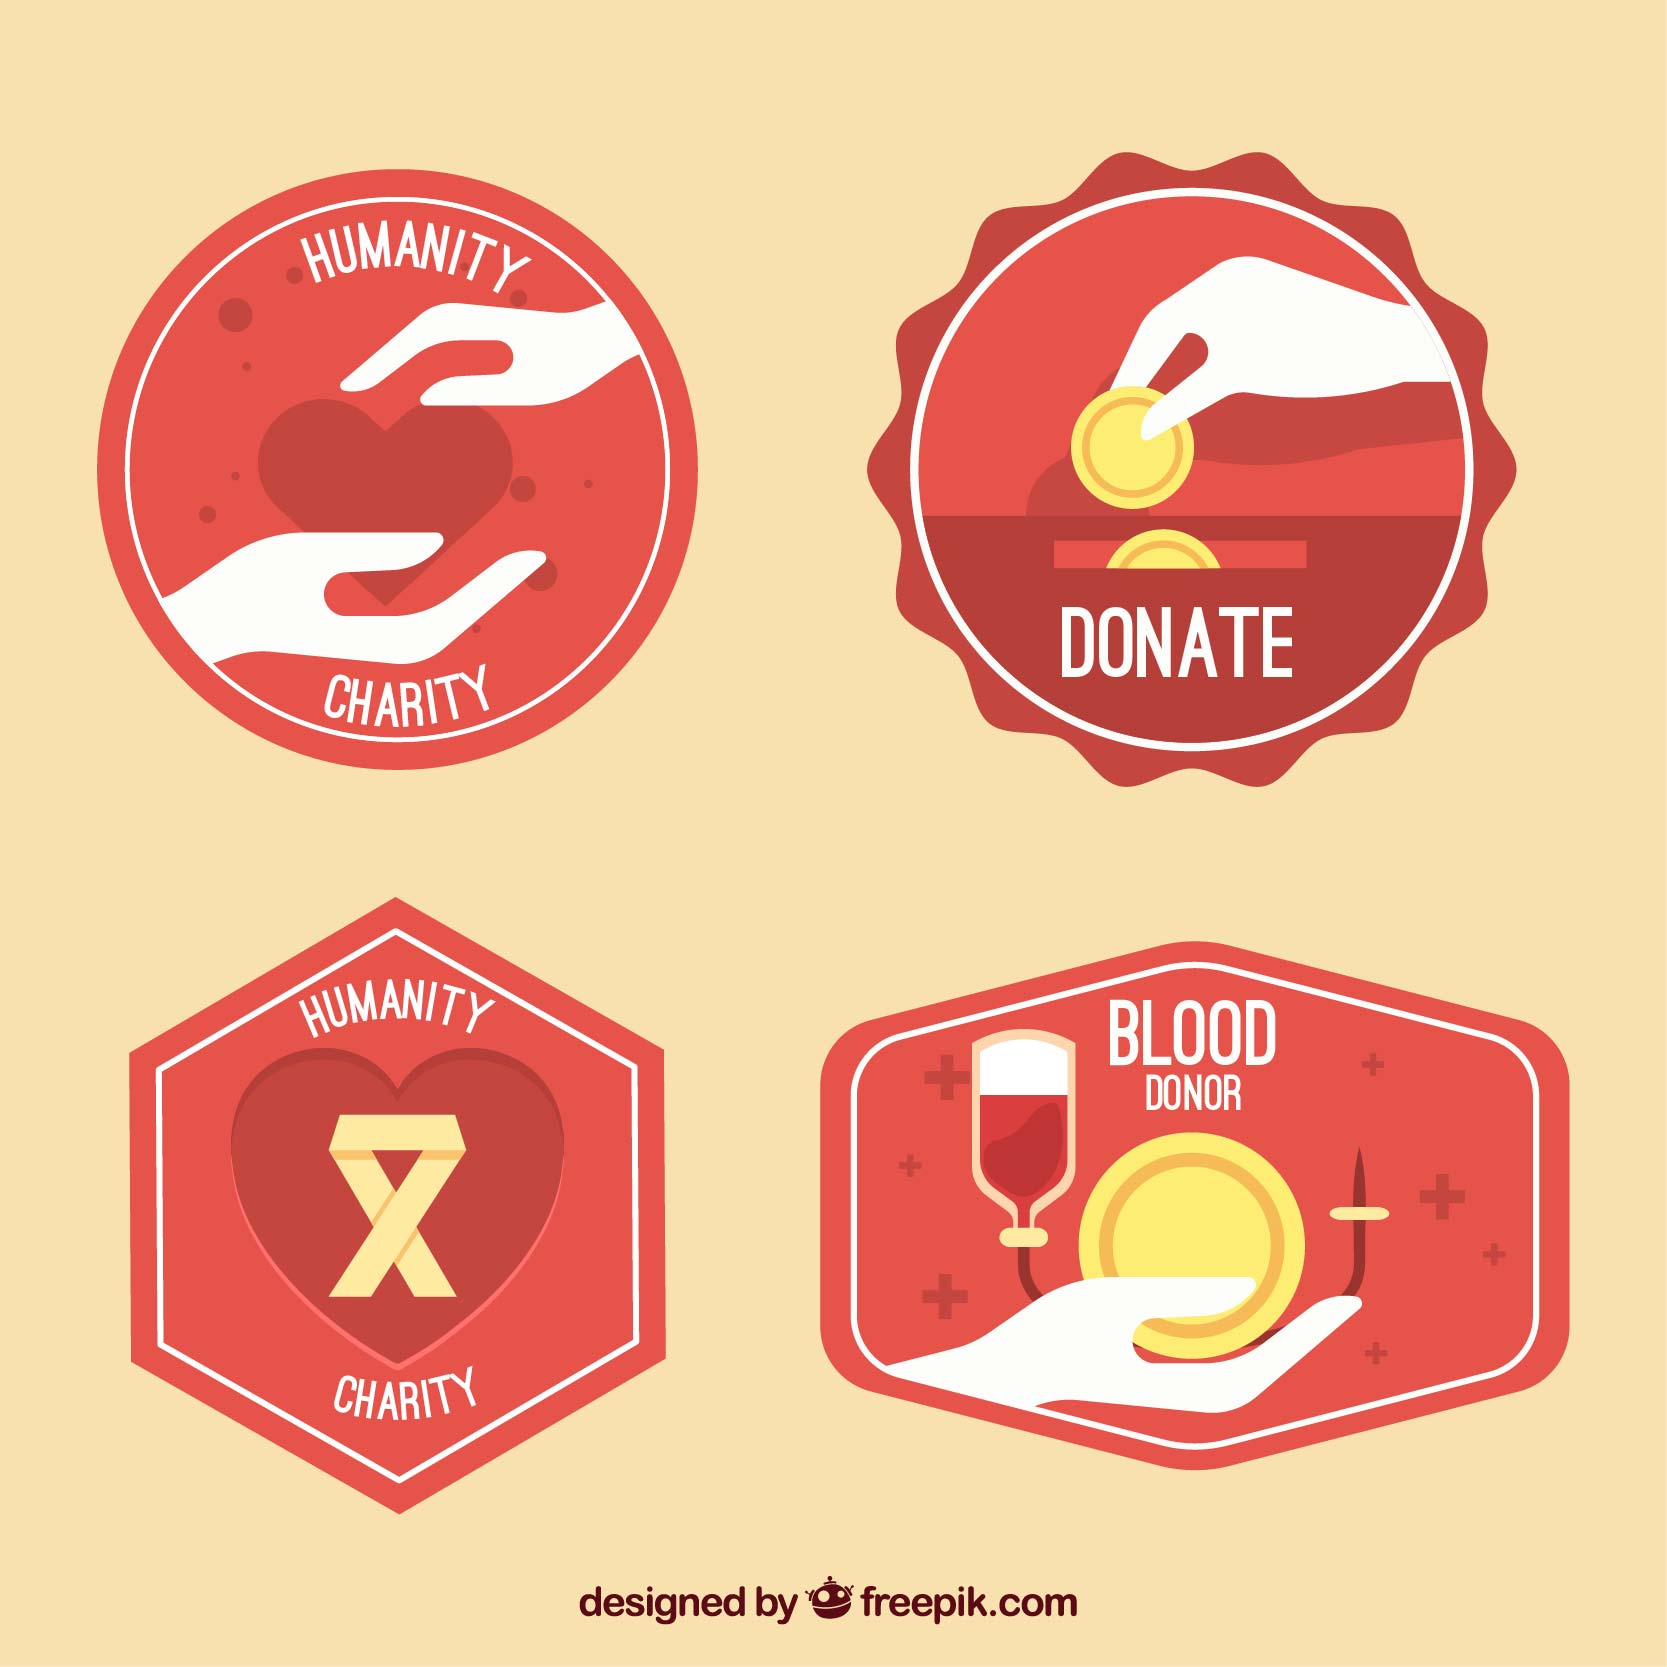 HUMANITY
CHARITY
DONATE
HUMANITY
CHARITY
BLOOD
DONOR
designed by freepik.com